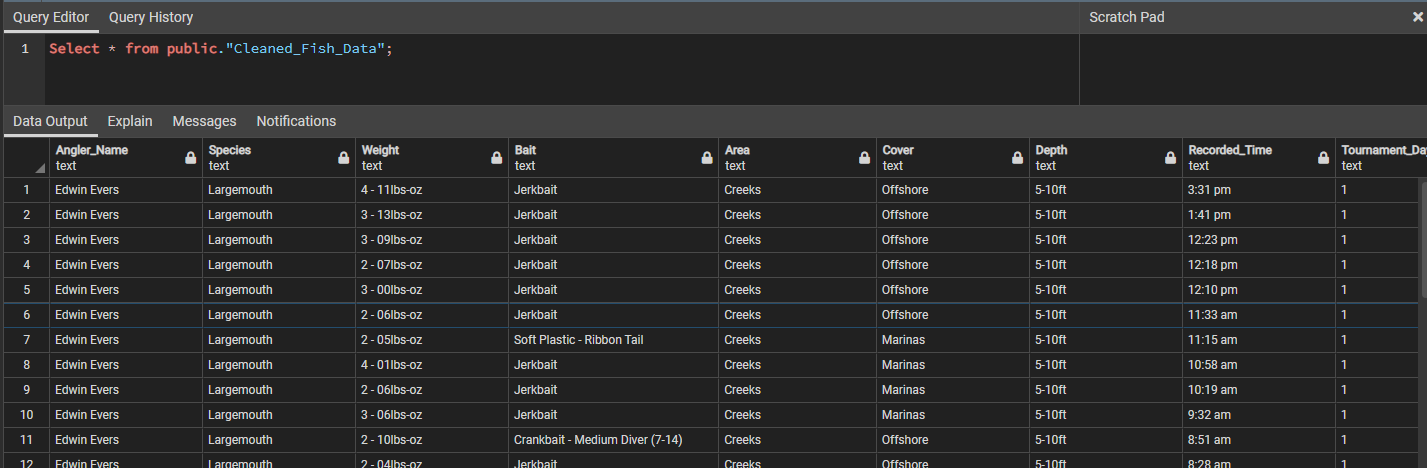 Query Editor Query History Scratch Pad
1 Select * from public."Cleaned_Fish_Data";
Data Output Explain Messages Notifications
Angler_Name Species Weight Bait Area Cover Depth Recorded_Time Tournament_Day
text text text text text text text text text
1 Edwin Evers Largemouth 4 - 11lbs-oz Jerkbait Creeks Offshore 5-10ft 3:31 pm 1
2 Edwin Evers Largemouth 3 - 13lbs-oz Jerkbait Creeks Offshore 5-10ft 1:41 pm 1
3 Edwin Evers Largemouth 3 - 09lbs-oz Jerkbait Creeks Offshore 5-10ft 12:23 pm 1
4 Edwin Evers Largemouth 2 - 07lbs-oz Jerkbait Creeks Offshore 5-10ft 12:18 pm 1
5 Edwin Evers Largemouth 3 - 00lbs-oz Jerkbait Creeks Offshore 5-10ft 12:10 pm 1
6 Edwin Evers Largemouth 2 - 06lbs-oz Jerkbait Creeks Offshore 5-10ft 11:33 am 1
7 Edwin Evers Largemouth 2 - 05lbs-oz Soft Plastic - Ribbon Tail Creeks Marinas 5-10ft 11:15 am 1
8 Edwin Evers Largemouth 4 - 01lbs-oz Jerkbait Creeks Marinas 5-10ft 10:58 am 1
9 Edwin Evers Largemouth 2 - 06lbs-oz Jerkbait Creeks Marinas 5-10ft 10:19 am 1
10 Edwin Evers Largemouth 3 - 06lbs-oz Jerkbait Creeks Marinas 5-10ft 9:32 am 1
11 Edwin Evers Largemouth 2 - 10lbs-oz Crankbait - Medium Diver (7-14) Creeks Offshore 5-10ft 8:51 am 1
12 Edwin Evers Largemouth 2 - 04lbs-oz Jerkbait Creeks Offshore 5-10ft 8:28 am 1